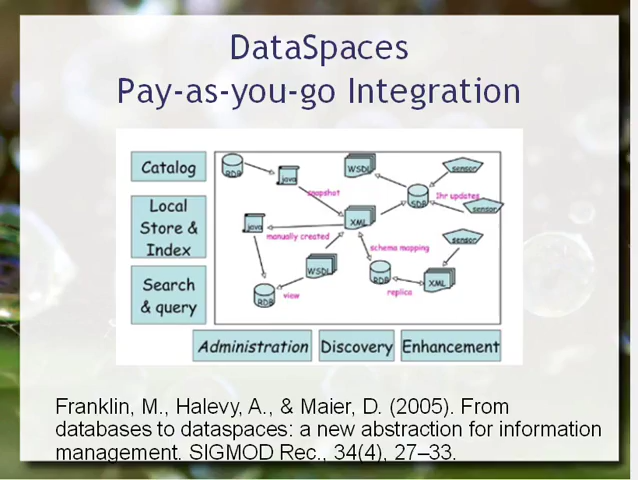 DataSpaces
Pay-as-you-go Integration
Catalog
Local
Store &
Index
Search
& query
RDB
java
snapshot
WSDL
sensor
SDB
1hr updates
sensor
java
manually created
XML
schema mapping
sensor
WSDL
RDB
view
RDB
replica
XML
Administration
Discovery
Enhancement
Franklin, M., Halevy, A., & Maier, D. (2005). From
databases to dataspaces: a new abstraction for information
management. SIGMOD Rec., 34(4), 27–33.